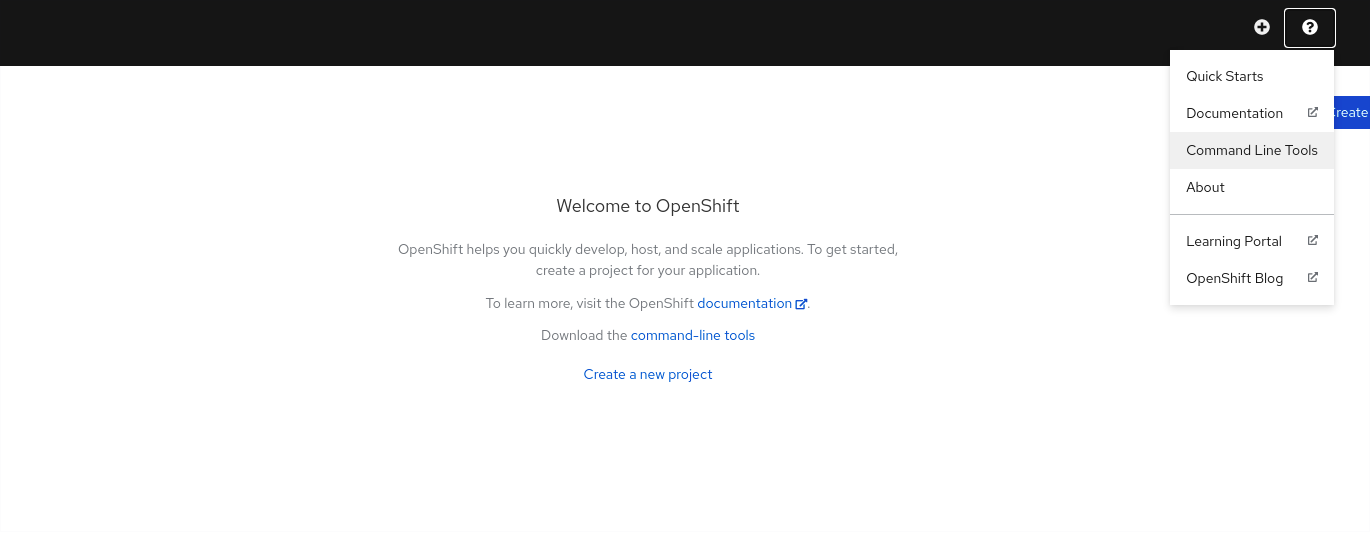 Quick Starts
Documentation
Create
Command Line Tools
About
Learning Portal
OpenShift Blog
Welcome to OpenShift
OpenShift helps you quickly develop, host, and scale applications. To get started,
create a project for your application.
To learn more, visit the OpenShift documentation.
Download the command-line tools
Create a new project